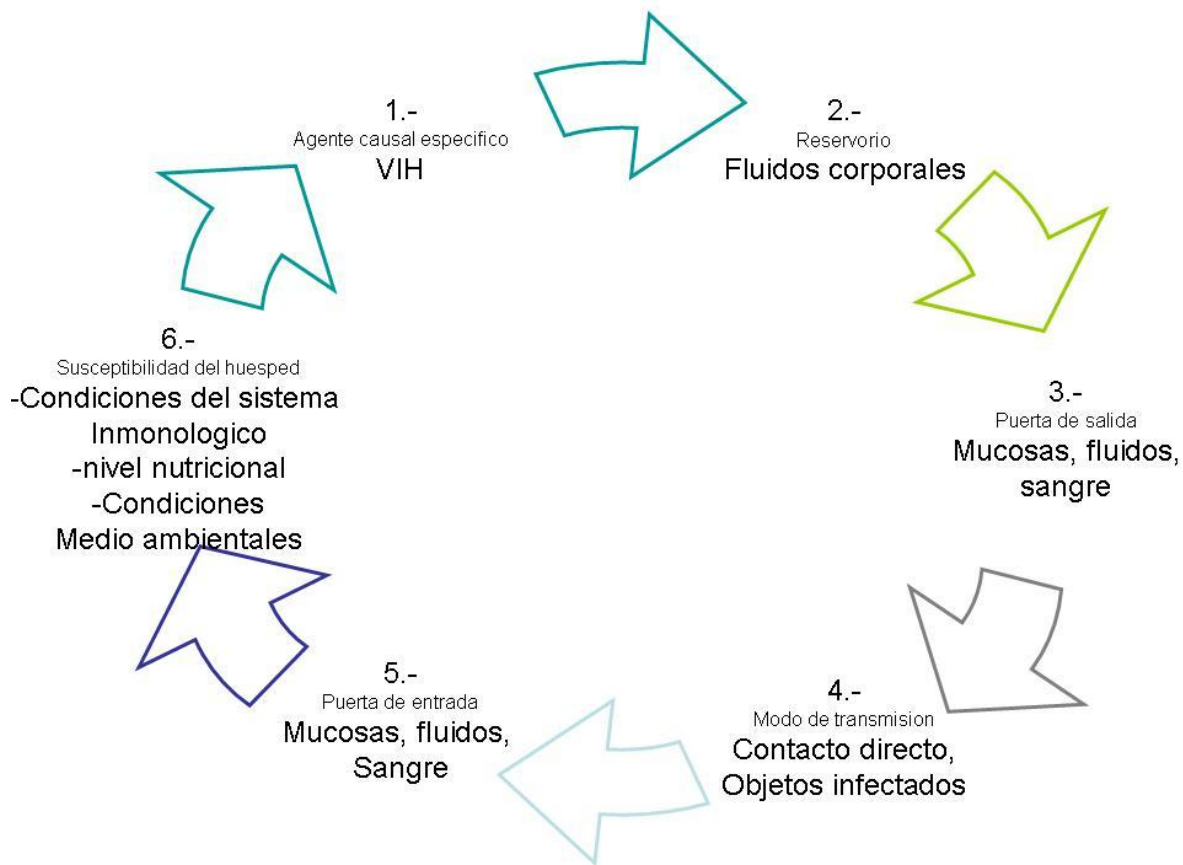 1.-
Agente causal especifico
VIH
2.-
Reservorio
Fluidos corporales
3.-
Puerta de salida
Mucosas, fluidos,
sangre
4.-
Modo de transmision
Contacto directo,
Objetos infectados
5.-
Puerta de entrada
Mucosas, fluidos,
Sangre
6.-
Susceptibilidad del huesped
-Condiciones del sistema
Inmonologico
-nivel nutricional
-Condiciones
Medio ambientales